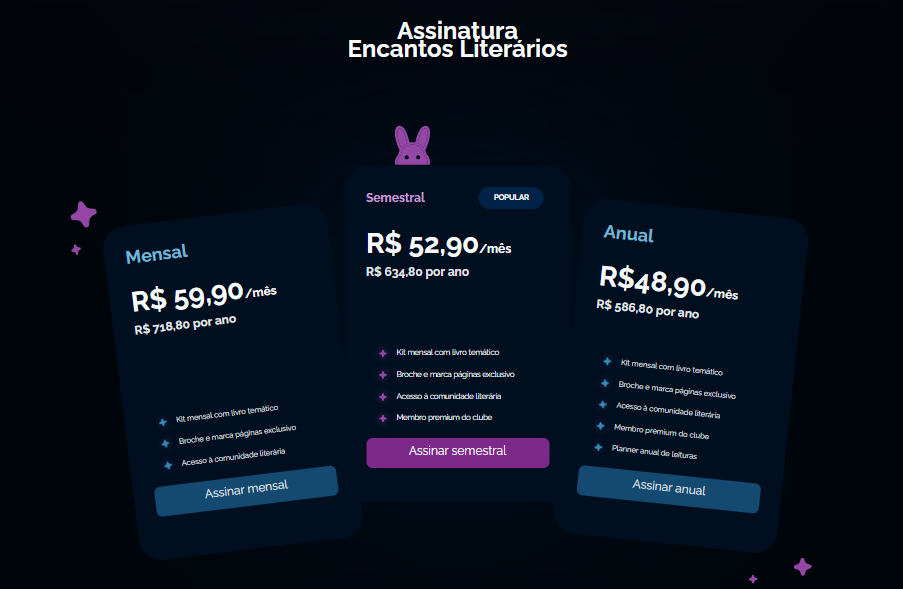 Assinatura
Encantos Literários
Mensal
R$ 59,90/mês
R$ 718,80 por ano
Kit mensal com livro temático
Broche e marca páginas exclusivo
Acesso à comunidade literária
Assinar mensal
Semestral
POPULAR
R$ 52,90/mês
R$ 634,80 por ano
Kit mensal com livro temático
Broche e marca páginas exclusivo
Acesso à comunidade literária
Membro premium do clube
Assinar semestral
Anual
R$48,90/mês
R$ 586,80 por ano
Kit mensal com livro temático
Broche e marca páginas exclusivo
Acesso à comunidade literária
Membro premium do clube
Planner anual de leituras
Assinar anual